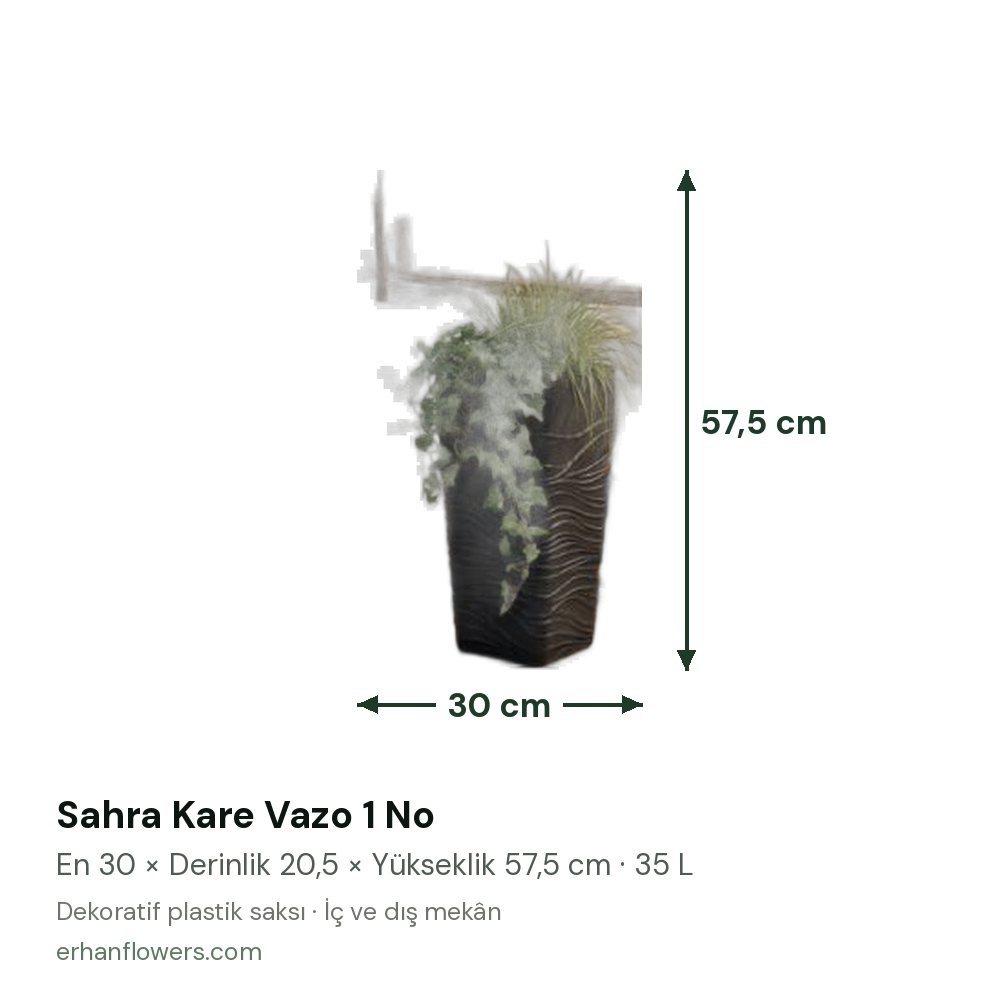 57,5 cm
30 cm
Sahra Kare Vazo 1 No
En 30 × Derinlik 20,5 × Yükseklik 57,5 cm · 35 L
Dekoratif plastik saksı · İç ve dış mekân
erhanflowers.com